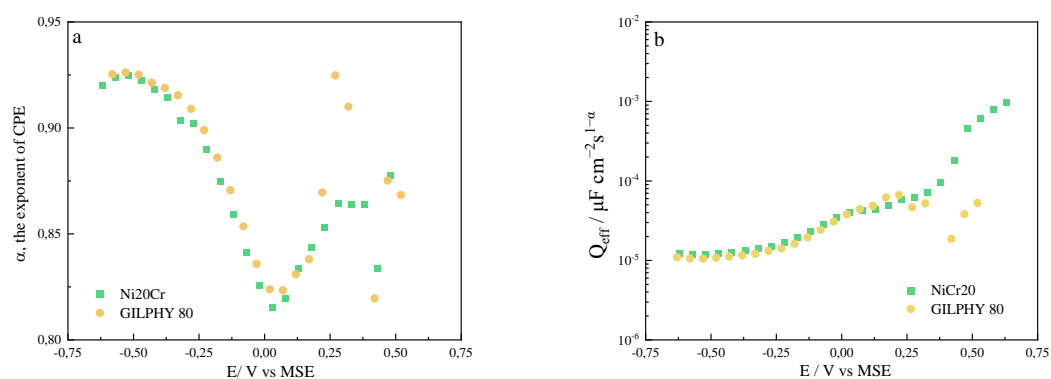 a
0,95
0,90
0,85
0,80
α, the exponent of CPE
Ni20Cr
GILPHY 80
-0,75 -0,50 -0,25 0,00 0,25 0,50 0,75
E/ V vs MSE
b
10⁻²
10⁻³
10⁻⁴
10⁻⁵
10⁻⁶
Q_eff / μF cm⁻²s¹⁻α
NiCr20
GILPHY 80
-0,75 -0,50 -0,25 0,00 0,25 0,50 0,75
E / V vs MSE